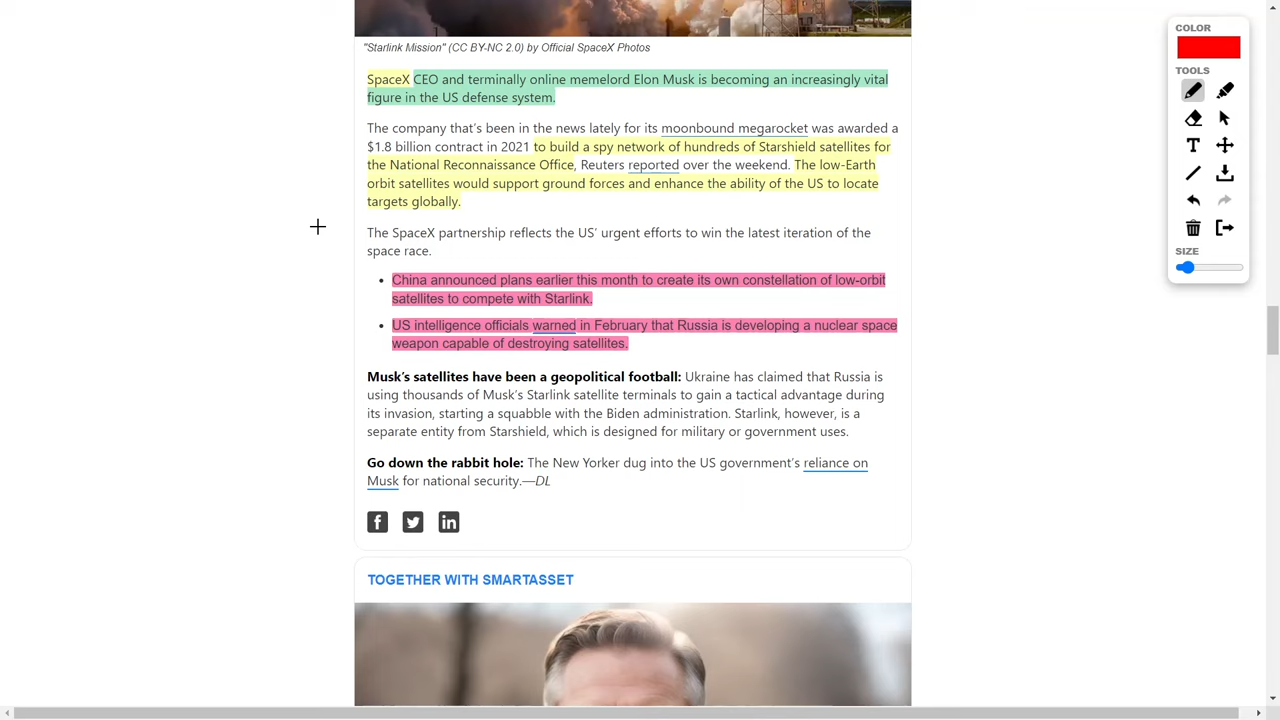 "Starlink Mission" (CC BY-NC 2.0) by Official SpaceX Photos
SpaceX CEO and terminally online memelord Elon Musk is becoming an increasingly vital
figure in the US defense system.
The company that's been in the news lately for its moonbound megarocket was awarded a
$1.8 billion contract in 2021 to build a spy network of hundreds of Starshield satellites for
the National Reconnaissance Office, Reuters reported over the weekend. The low-Earth
orbit satellites would support ground forces and enhance the ability of the US to locate
targets globally.
The SpaceX partnership reflects the US' urgent efforts to win the latest iteration of the
space race.
• China announced plans earlier this month to create its own constellation of low-orbit
satellites to compete with Starlink.
• US intelligence officials warned in February that Russia is developing a nuclear space
weapon capable of destroying satellites.
Musk's satellites have been a geopolitical football: Ukraine has claimed that Russia is
using thousands of Musk's Starlink satellite terminals to gain a tactical advantage during
its invasion, starting a squabble with the Biden administration. Starlink, however, is a
separate entity from Starshield, which is designed for military or government uses.
Go down the rabbit hole: The New Yorker dug into the US government's reliance on
Musk for national security.—DL
TOGETHER WITH SMARTASSET
COLOR
TOOLS
SIZE